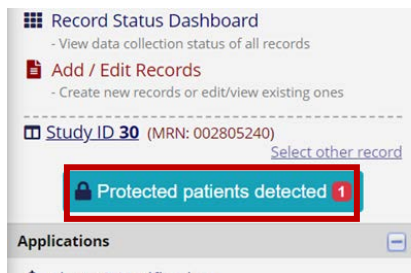 Record Status Dashboard
- View data collection status of all records
Add / Edit Records
- Create new records or edit/view existing ones
Study ID 30 (MRN: 002805240)
Select other record
Protected patients detected 1
Applications